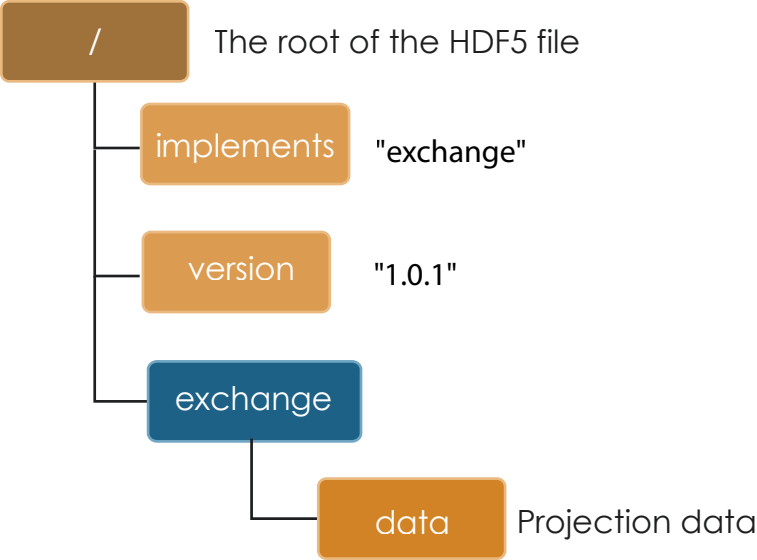 / The root of the HDF5 file
implements "exchange"
version "1.0.1"
exchange
data Projection data